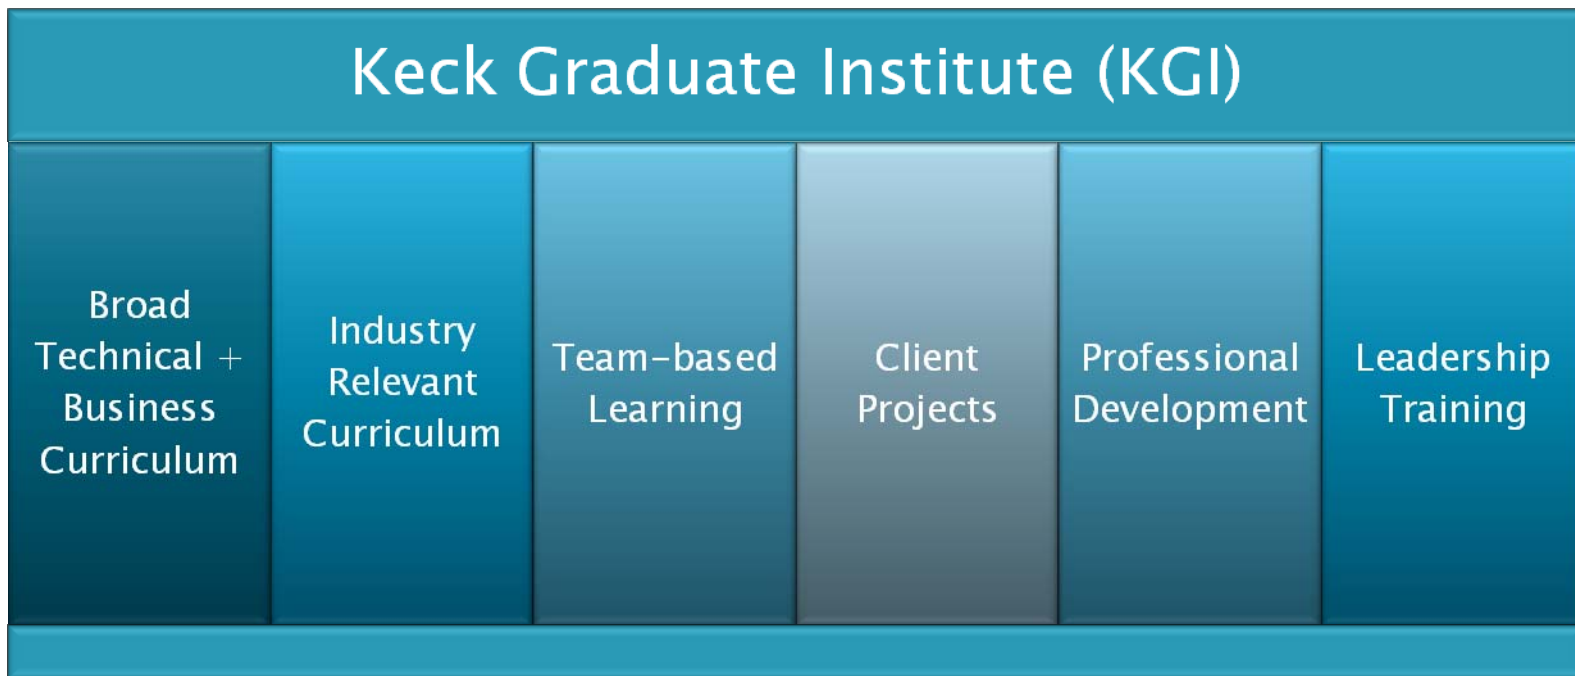 Keck Graduate Institute (KGI)
Broad
Technical +
Business
Curriculum
Industry
Relevant
Curriculum
Team-based
Learning
Client
Projects
Professional
Development
Leadership
Training